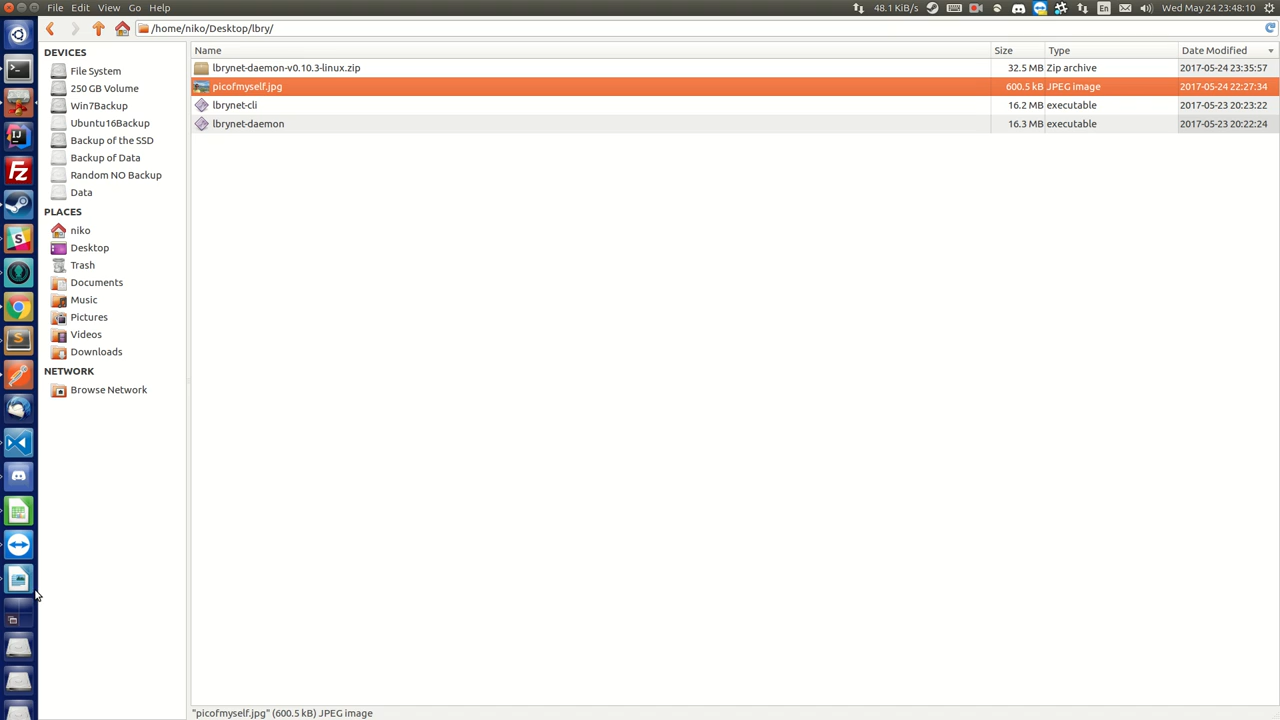 File Edit View Go Help 48.1 KiB/s En Wed May 24 23:48:10
/home/niko/Desktop/lbry/
DEVICES
File System
250 GB Volume
Win7Backup
Ubuntu16Backup
Backup of the SSD
Backup of Data
Random NO Backup
Data
PLACES
niko
Desktop
Trash
Documents
Music
Pictures
Videos
Downloads
NETWORK
Browse Network
Name Size Type Date Modified
lbrynet-daemon-v0.10.3-linux.zip 32.5 MB Zip archive 2017-05-24 23:35:57
picofmyself.jpg 600.5 kB JPEG image 2017-05-24 22:27:34
lbrynet-cli 16.2 MB executable 2017-05-23 20:23:22
lbrynet-daemon 16.3 MB executable 2017-05-23 20:22:24
"picofmyself.jpg" (600.5 kB) JPEG image